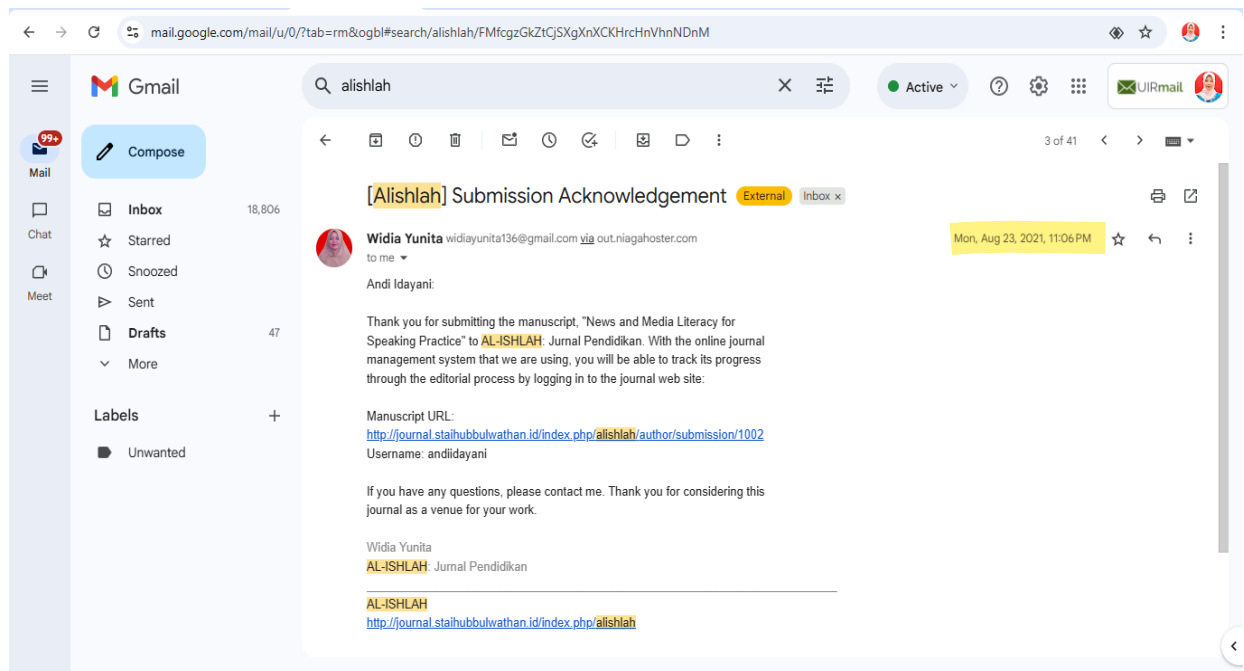 mail.google.com/mail/u/0/?tab=rm&ogbl#search/alishlah/FMfcgzGkZtCjSXgXnXCKHrcHnVhnNDnM
Gmail
alishlah
Active
UIRmail
99+
Mail
Chat
Meet
Compose
Inbox 18,806
Starred
Snoozed
Sent
Drafts 47
More
Labels
Unwanted
3 of 41
[Alishlah] Submission Acknowledgement External Inbox x
Widia Yunita widiayunita136@gmail.com via out.niagahoster.com
Mon, Aug 23, 2021, 11:06 PM
to me
Andi Idayani:
Thank you for submitting the manuscript, "News and Media Literacy for
Speaking Practice" to AL-ISHLAH: Jurnal Pendidikan. With the online journal
management system that we are using, you will be able to track its progress
through the editorial process by logging in to the journal web site:
Manuscript URL:
http://journal.staihubbulwathan.id/index.php/alishlah/author/submission/1002
Username: andiidayani
If you have any questions, please contact me. Thank you for considering this
journal as a venue for your work.
Widia Yunita
AL-ISHLAH: Jurnal Pendidikan
AL-ISHLAH
http://journal.staihubbulwathan.id/index.php/alishlah